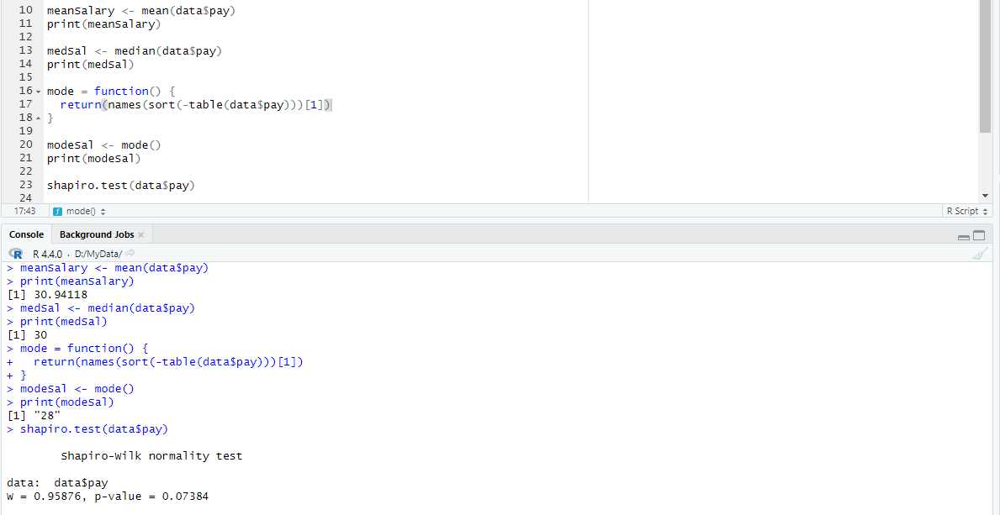 10 meanSalary <- mean(data$pay)
11 print(meanSalary)
12
13 medSal <- median(data$pay)
14 print(medSal)
15
16 mode = function() {
17   return(names(sort(-table(data$pay)))[1])
18 }
19
20 modeSal <- mode()
21 print(modeSal)
22
23 shapiro.test(data$pay)
24
17:43 f mode() R Script
Console Background Jobs ×
R R 4.4.0 · D:/MyData/
> meanSalary <- mean(data$pay)
> print(meanSalary)
[1] 30.94118
> medSal <- median(data$pay)
> print(medSal)
[1] 30
> mode = function() {
+   return(names(sort(-table(data$pay)))[1])
+ }
> modeSal <- mode()
> print(modeSal)
[1] "28"
> shapiro.test(data$pay)
        Shapiro-Wilk normality test
data:  data$pay
W = 0.95876, p-value = 0.07384